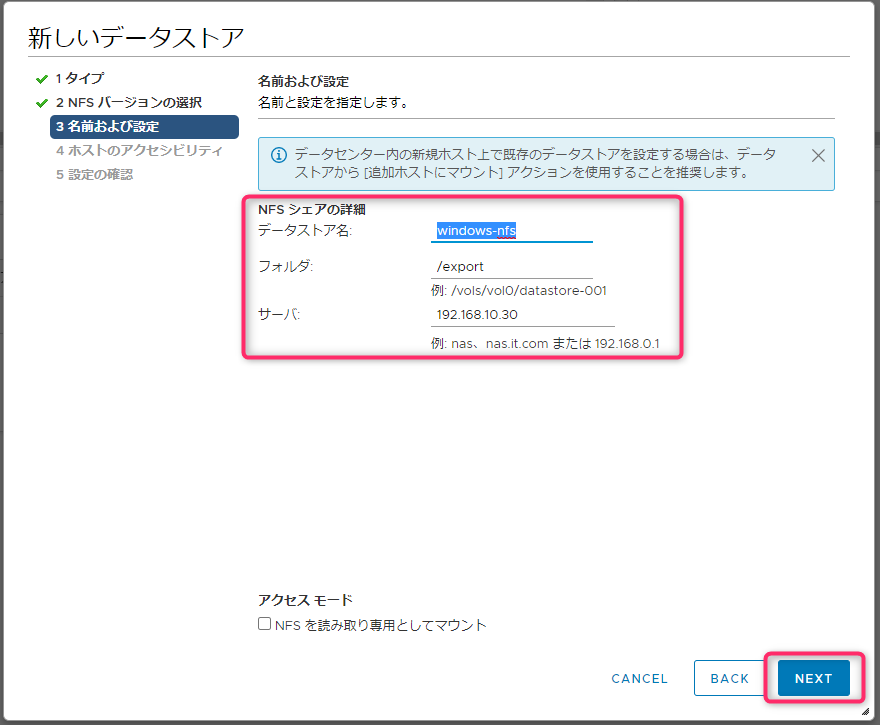 新しいデータストア
1 タイプ
2 NFS バージョンの選択
3 名前および設定
4 ホストのアクセシビリティ
5 設定の確認
名前および設定
名前と設定を指定します。
データセンター内の新規ホスト上で既存のデータストアを設定する場合は、データ
ストアから [追加ホストにマウント] アクションを使用することを推奨します。
NFS シェアの詳細
データストア名: windows-nfs
フォルダ: /export
例: /vols/vol0/datastore-001
サーバ: 192.168.10.30
例: nas、nas.it.com または 192.168.0.1
アクセス モード
NFS を読み取り専用としてマウント
CANCEL BACK NEXT